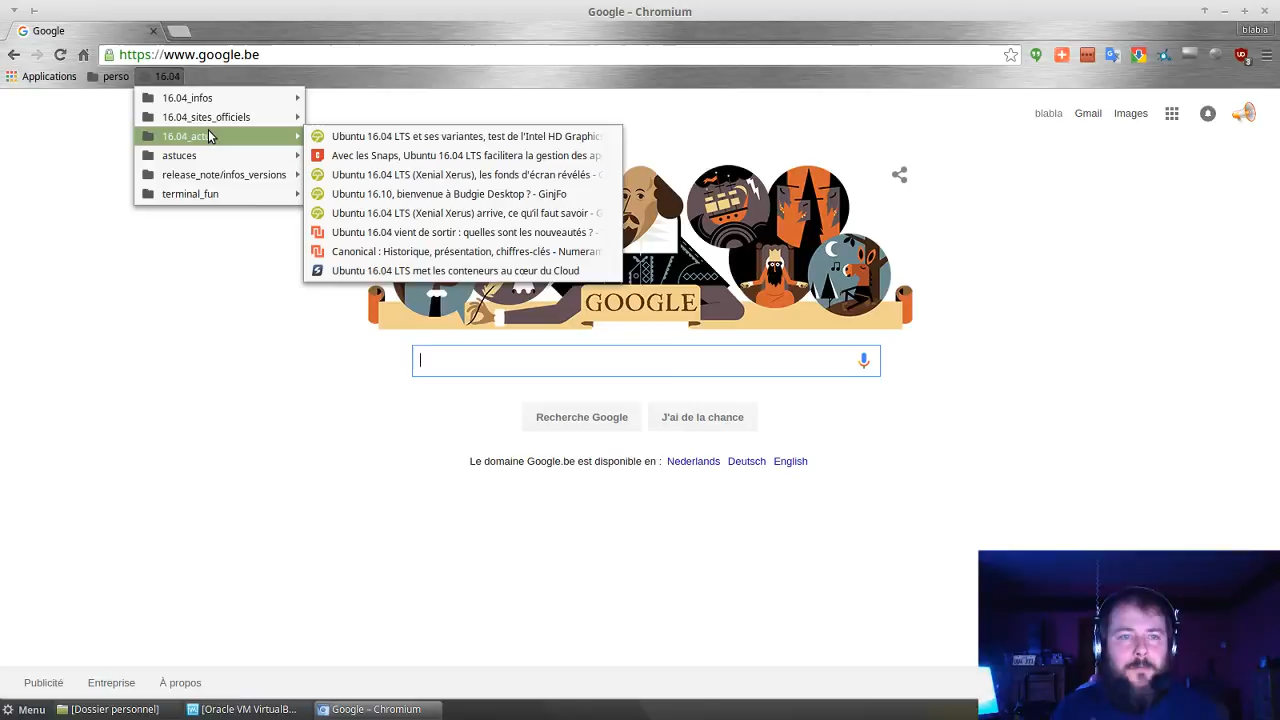 Google – Chromium
Google
blabla
https://www.google.be
3
Applications perso 16.04
16.04_infos
16.04_sites_officiels
16.04_actu
astuces
release_note/infos_versions
terminal_fun
Ubuntu 16.04 LTS et ses variantes, test de l'Intel HD Graphics
Avec les Snaps, Ubuntu 16.04 LTS facilitera la gestion des ap
Ubuntu 16.04 LTS (Xenial Xerus), les fonds d'écran révélés - G
Ubuntu 16.10, bienvenue à Budgie Desktop ? - GinjFo
Ubuntu 16.04 LTS (Xenial Xerus) arrive, ce qu'il faut savoir - G
Ubuntu 16.04 vient de sortir : quelles sont les nouveautés ? -
Canonical : Historique, présentation, chiffres-clés - Numeram
Ubuntu 16.04 LTS met les conteneurs au cœur du Cloud
blabla Gmail Images
GOOGLE
Recherche Google J'ai de la chance
Le domaine Google.be est disponible en : Nederlands Deutsch English
Publicité Entreprise À propos
Menu [Dossier personnel] [Oracle VM VirtualB... Google – Chromium